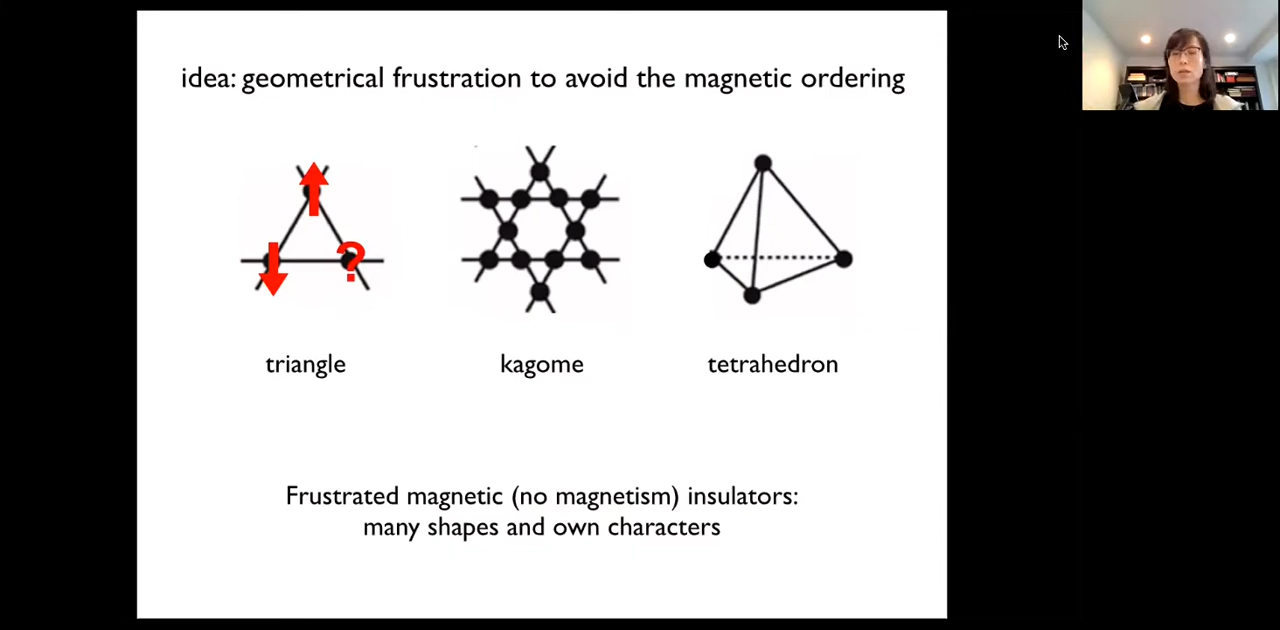 idea: geometrical frustration to avoid the magnetic ordering
?
triangle
kagome
tetrahedron
Frustrated magnetic (no magnetism) insulators:
many shapes and own characters